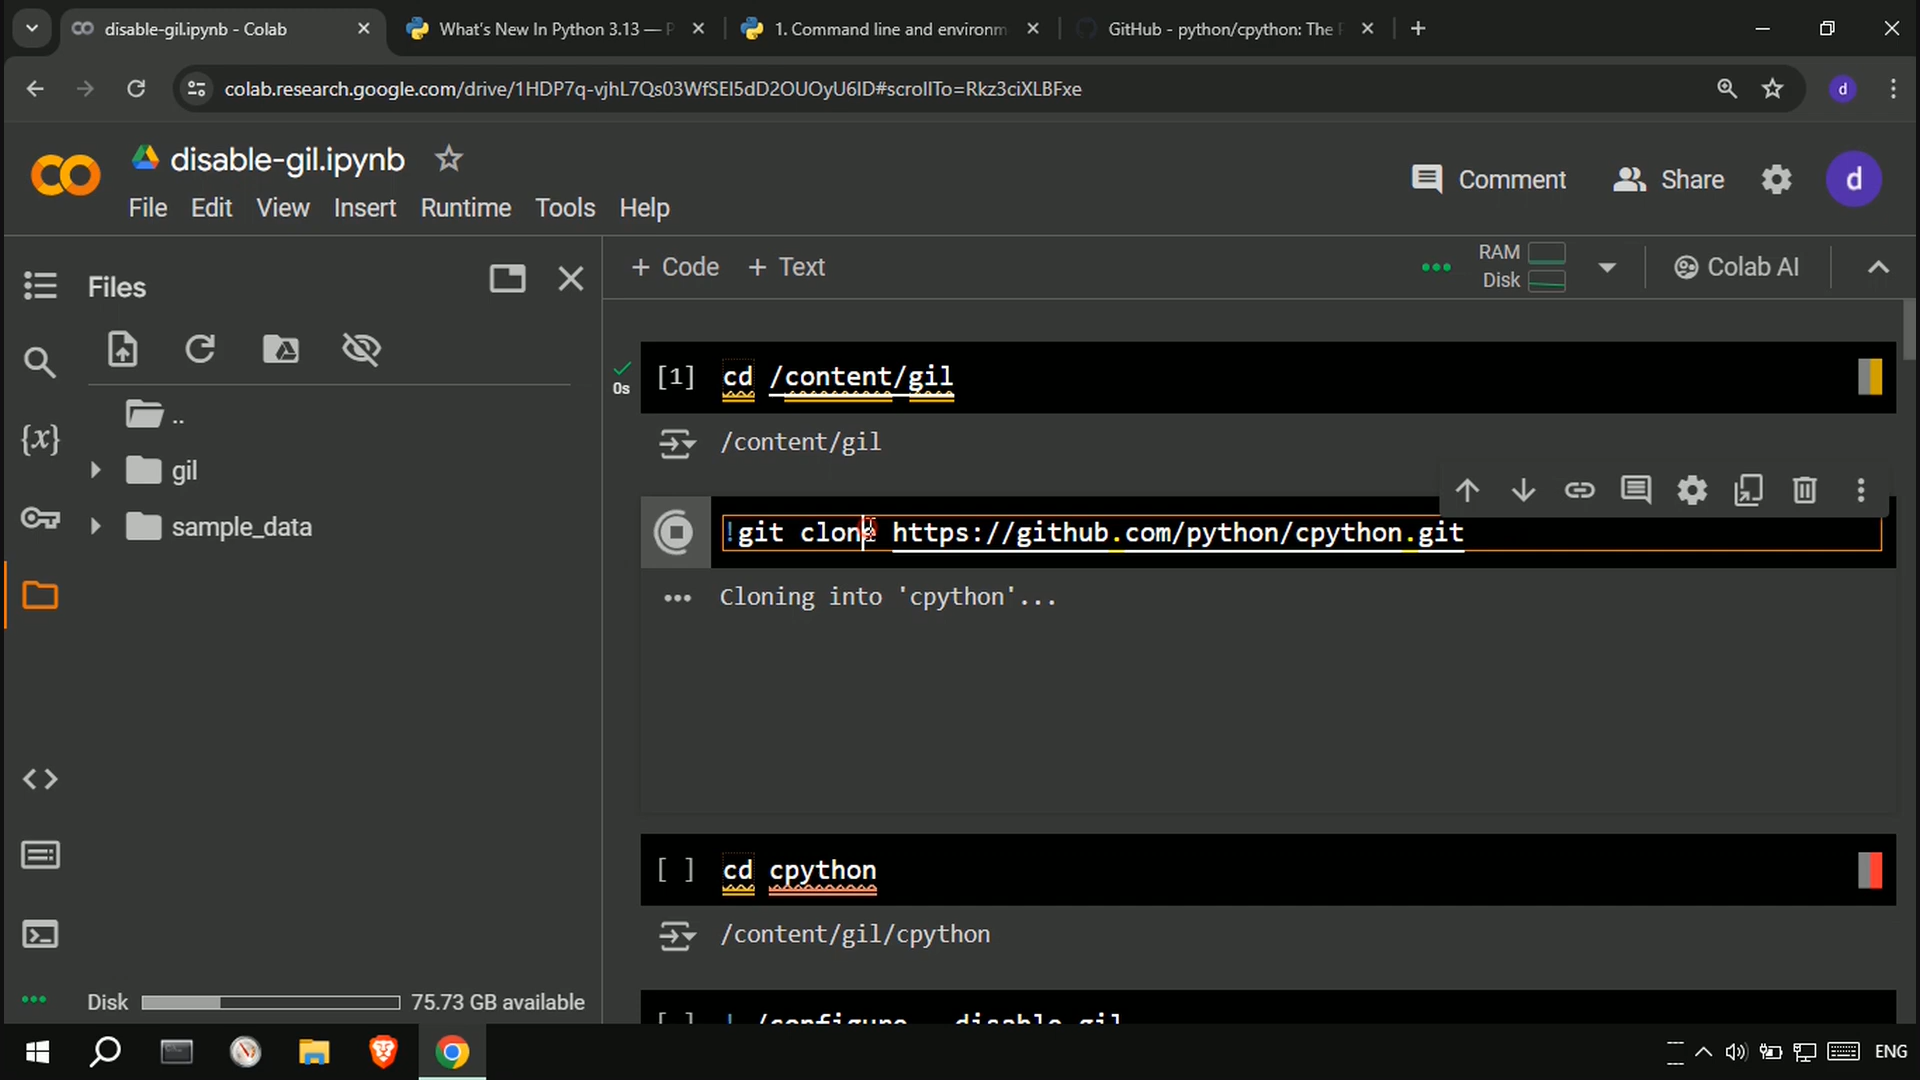 disable-gil.ipynb - Colab
What's New In Python 3.13 — P
1. Command line and environm
GitHub - python/cpython: The P
colab.research.google.com/drive/1HDP7q-vjhL7Qs03WfSEI5dD2OUOyU6ID#scrollTo=Rkz3ciXLBFxe
d
disable-gil.ipynb
Comment
Share
d
File Edit View Insert Runtime Tools Help
Files
+ Code + Text
RAM
Disk
Colab AI
..
gil
sample_data
{x}
0s
[1] cd /content/gil
/content/gil
!git clone https://github.com/python/cpython.git
Cloning into 'cpython'...
[ ] cd cpython
/content/gil/cpython
[ ] ! /configure --disable-gil
Disk 75.73 GB available
ENG